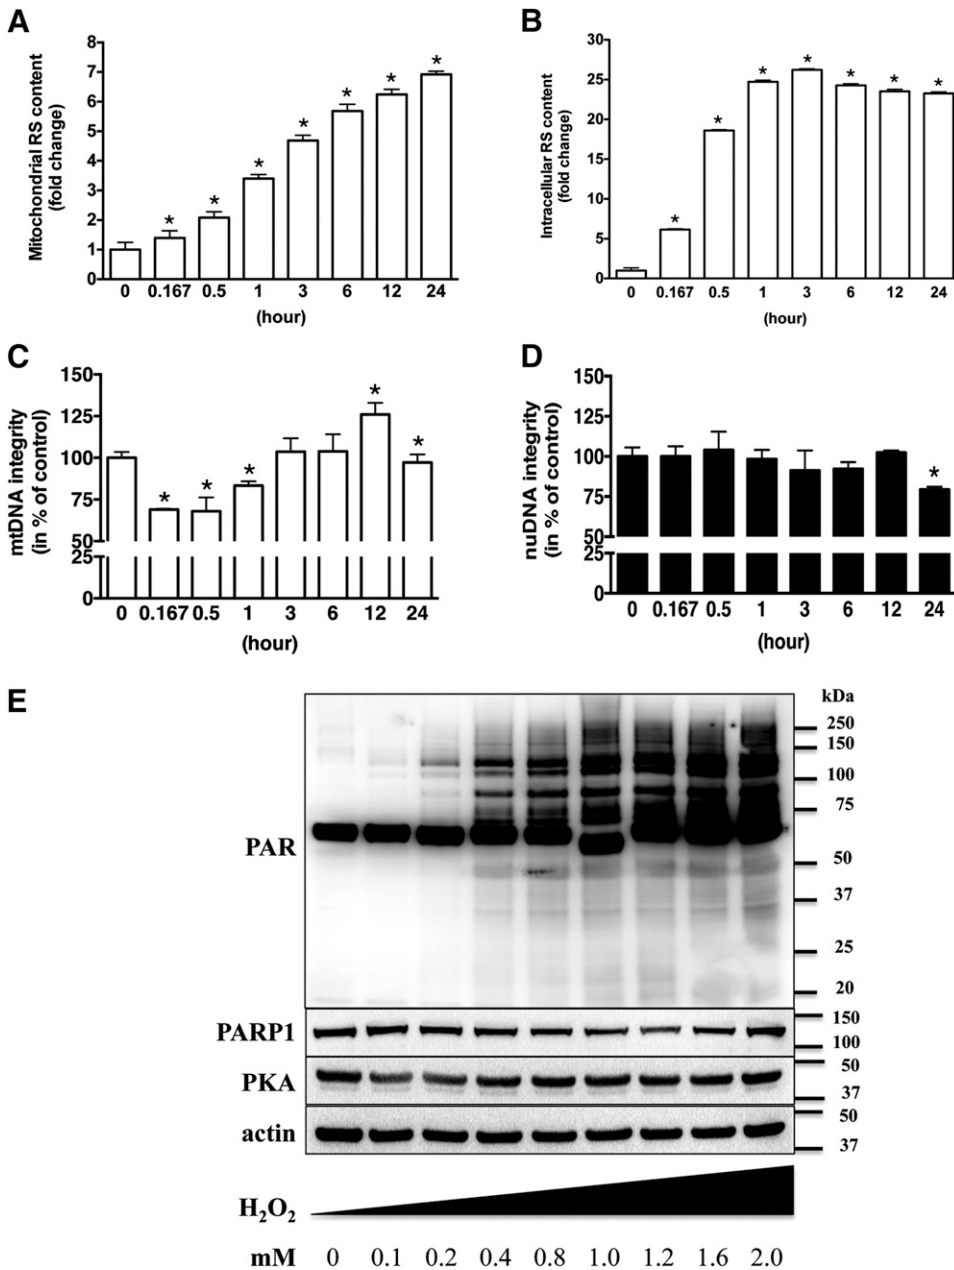 A
Mitochondrial RS content
(fold change)
8
7
6
5
4
3
2
1
0
* * * * * * *
0 0.167 0.5 1 3 6 12 24
(hour)
B
Intracellular RS content
(fold change)
30
25
20
15
10
5
0
* * * * * * *
0 0.167 0.5 1 3 6 12 24
(hour)
C
mtDNA integrity
(in % of control)
150
125
100
75
50
25
0
* * * * *
0 0.167 0.5 1 3 6 12 24
(hour)
D
nuDNA integrity
(in % of control)
150
125
100
75
50
25
0
*
0 0.167 0.5 1 3 6 12 24
(hour)
E
kDa
250
150
100
75
PAR
50
37
25
20
PARP1
150
100
PKA
50
37
actin
50
37
H₂O₂
mM 0 0.1 0.2 0.4 0.8 1.0 1.2 1.6 2.0